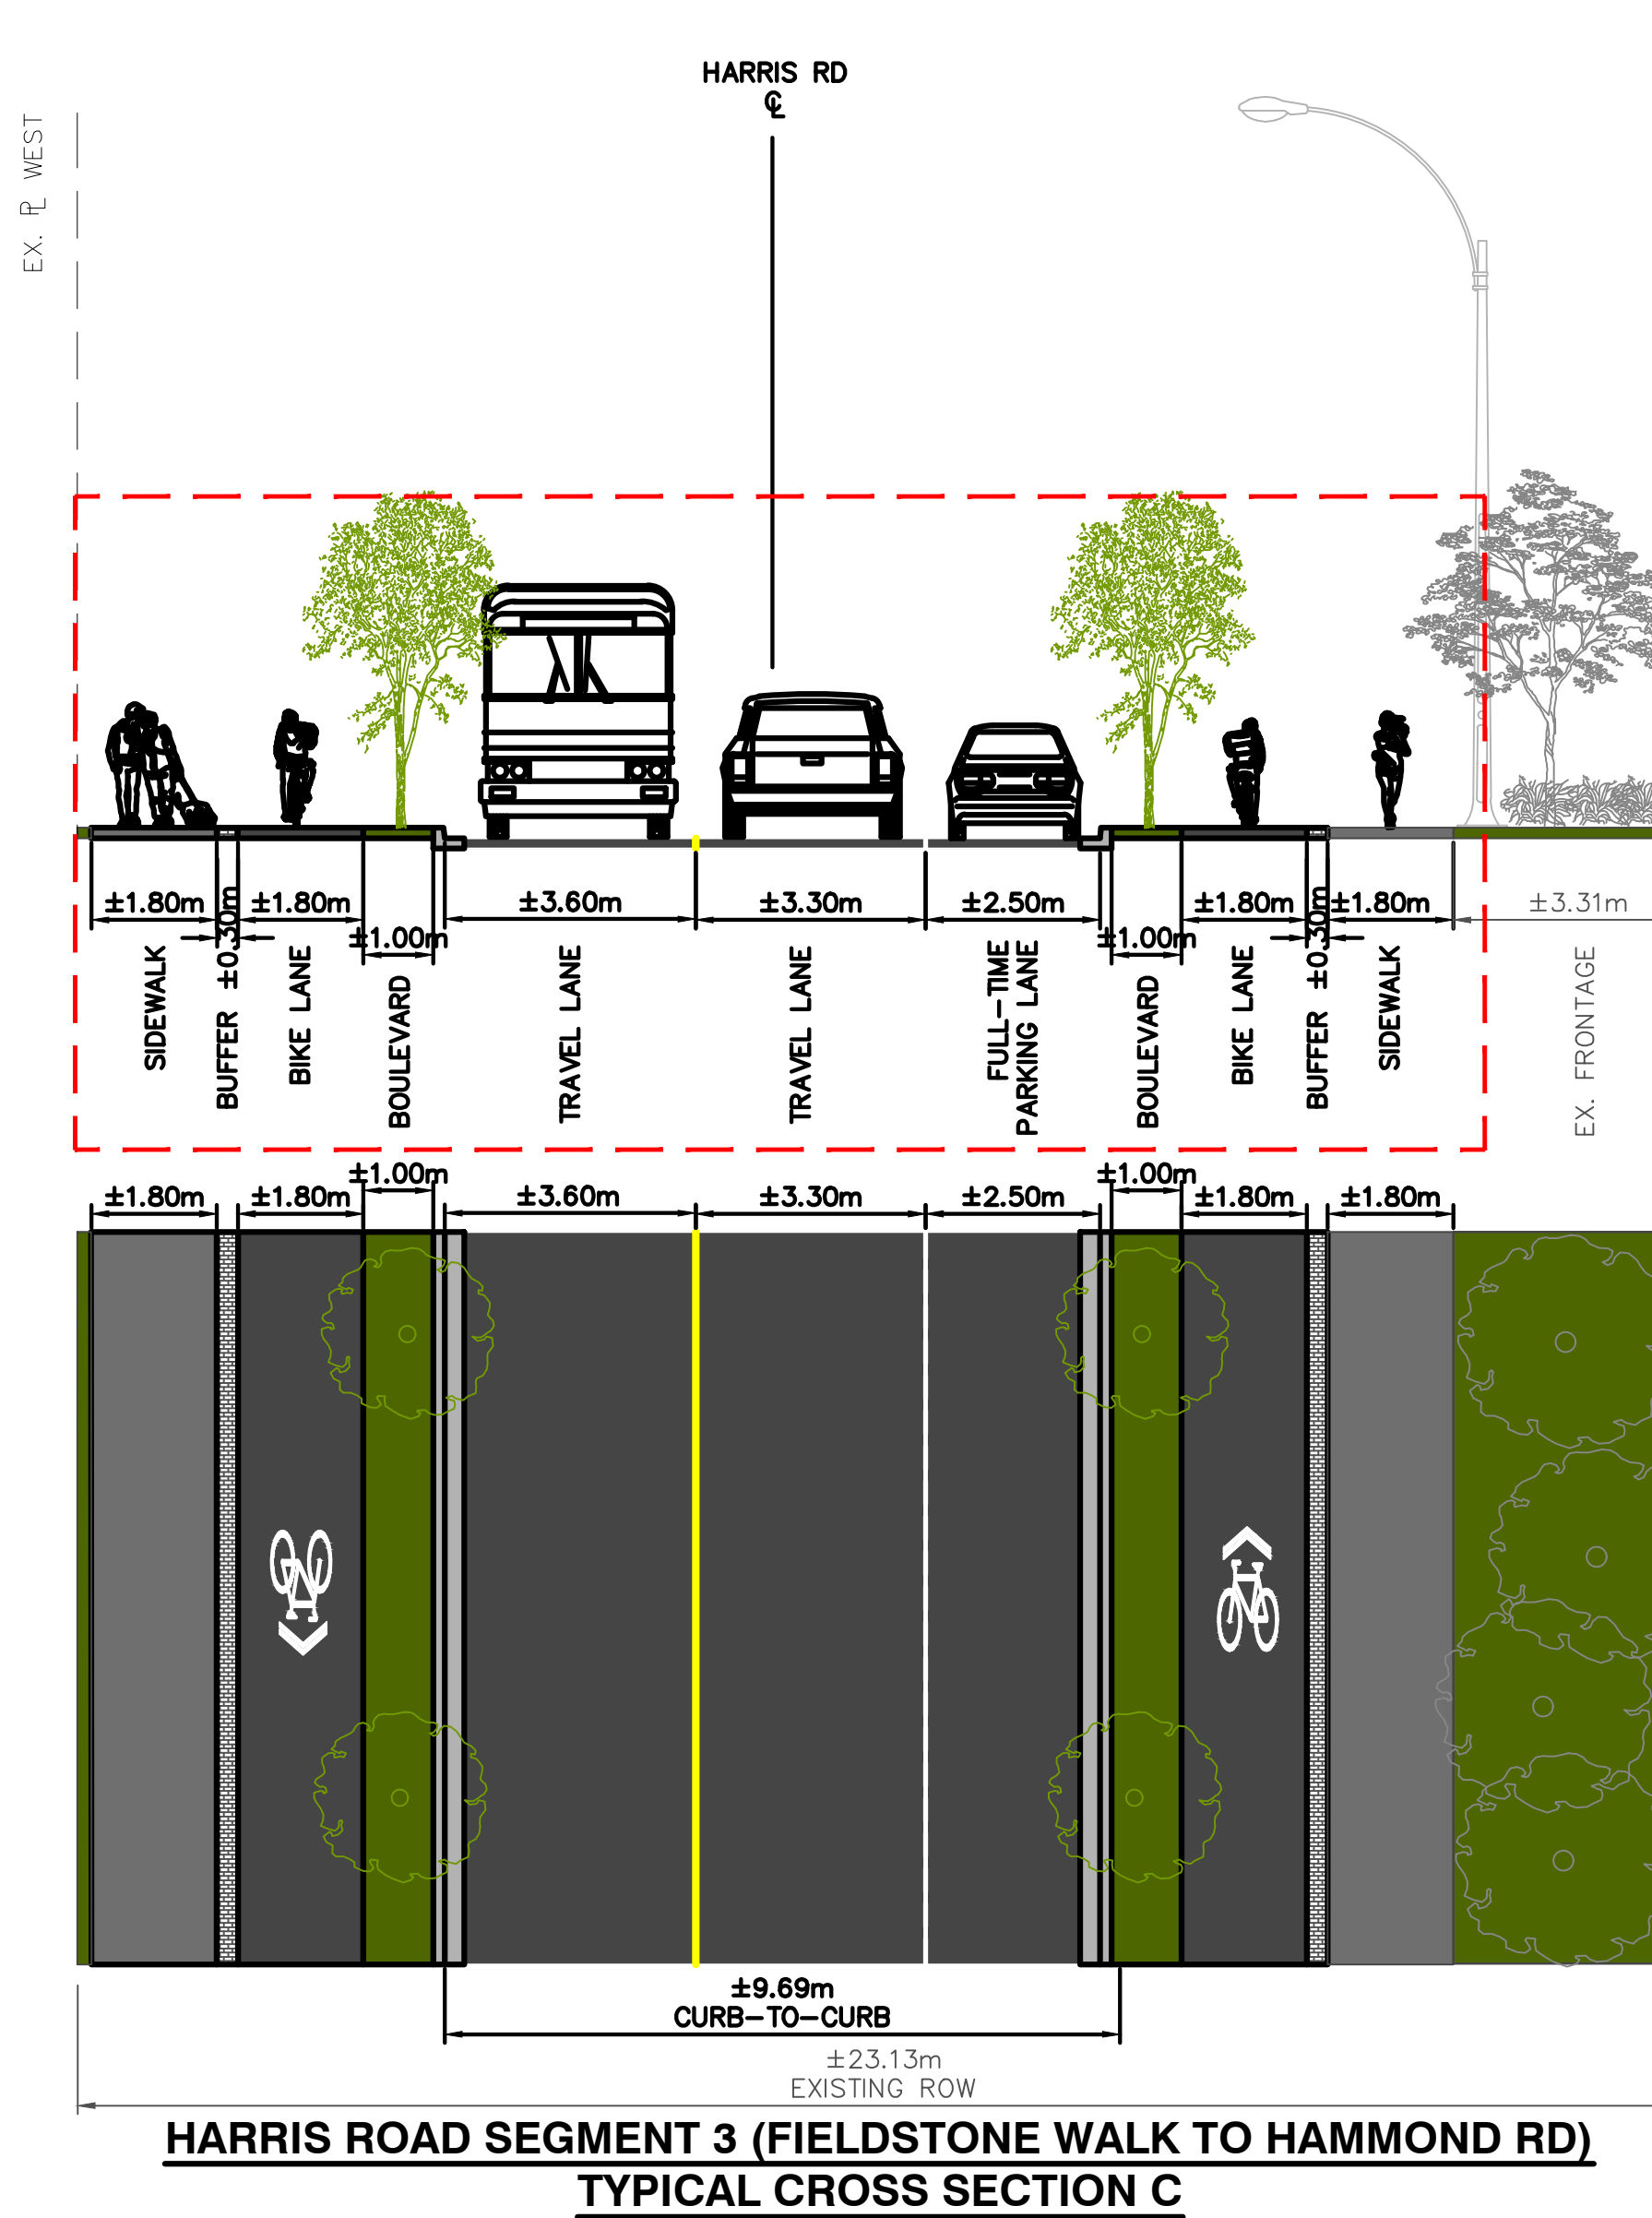 HARRIS RD
℄
EX. ⅊ WEST
±1.80m
BUFFER ±0.30m
±1.80m
±1.00m
±3.60m
±3.30m
±2.50m
±1.00m
±1.80m
BUFFER ±0.30m
±1.80m
±3.31m
SIDEWALK
BIKE LANE
BOULEVARD
TRAVEL LANE
TRAVEL LANE
FULL-TIME
PARKING LANE
BOULEVARD
BIKE LANE
SIDEWALK
EX. FRONTAGE
±1.80m
±1.80m
±1.00m
±3.60m
±3.30m
±2.50m
±1.00m
±1.80m
±1.80m
±9.69m
CURB-TO-CURB
±23.13m
EXISTING ROW
HARRIS ROAD SEGMENT 3 (FIELDSTONE WALK TO HAMMOND RD)
TYPICAL CROSS SECTION C